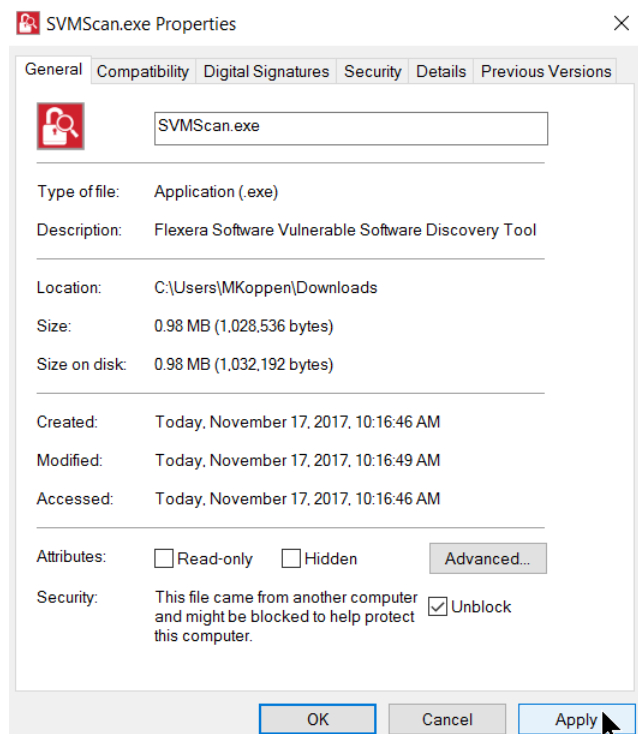 SVMScan.exe Properties
General Compatibility Digital Signatures Security Details Previous Versions
SVMScan.exe
Type of file: Application (.exe)
Description: Flexera Software Vulnerable Software Discovery Tool
Location: C:\Users\MKoppen\Downloads
Size: 0.98 MB (1,028,536 bytes)
Size on disk: 0.98 MB (1,032,192 bytes)
Created: Today, November 17, 2017, 10:16:46 AM
Modified: Today, November 17, 2017, 10:16:49 AM
Accessed: Today, November 17, 2017, 10:16:46 AM
Attributes: Read-only Hidden Advanced...
Security: This file came from another computer
and might be blocked to help protect
this computer.
Unblock
OK Cancel Apply